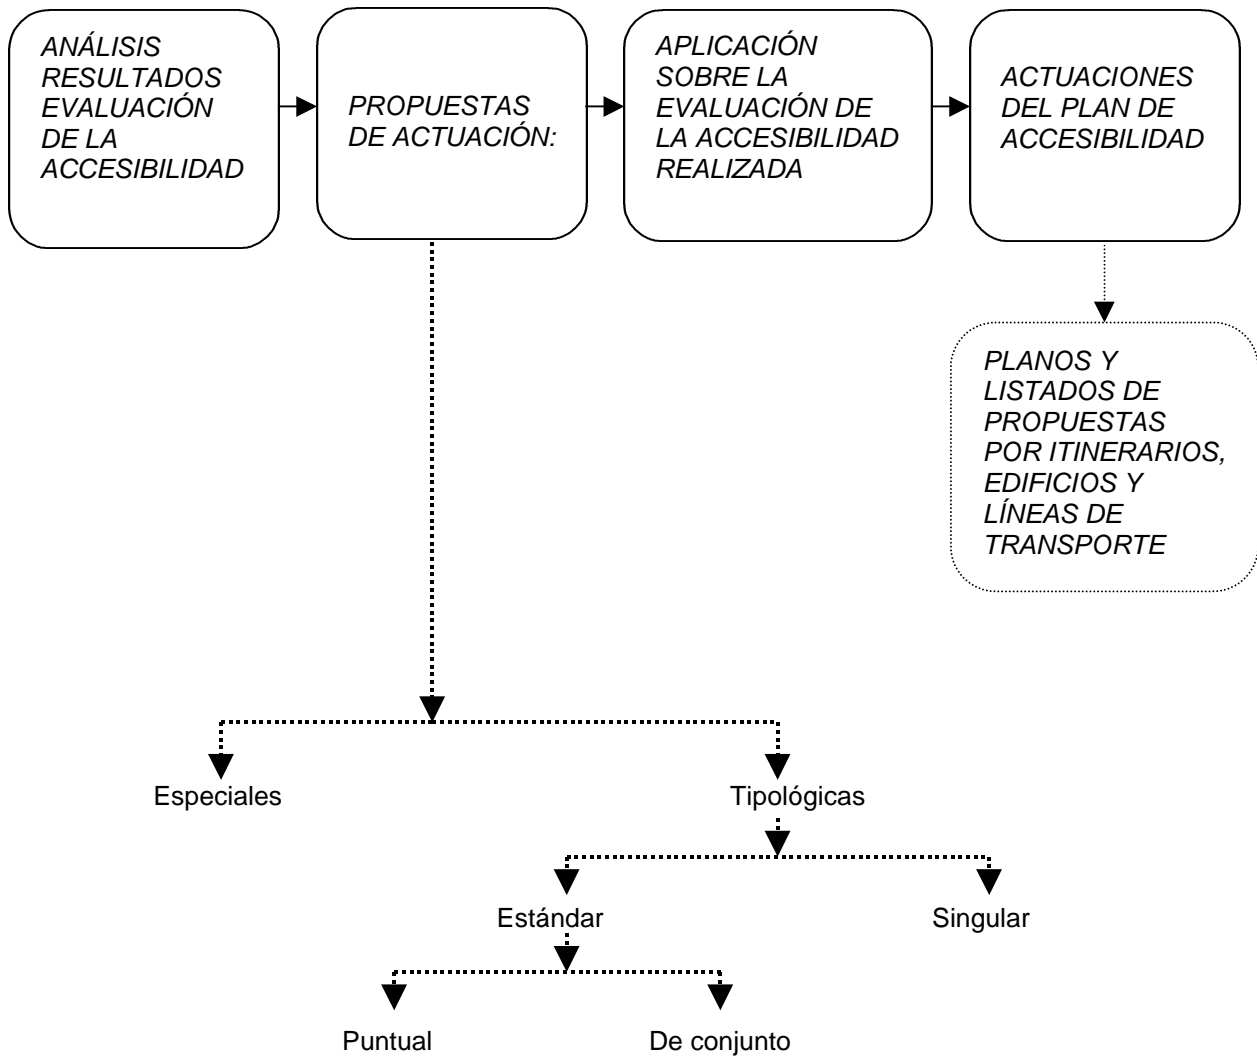 ANÁLISIS
RESULTADOS
EVALUACIÓN
DE LA
ACCESIBILIDAD
PROPUESTAS
DE ACTUACIÓN:
APLICACIÓN
SOBRE LA
EVALUACIÓN DE
LA ACCESIBILIDAD
REALIZADA
ACTUACIONES
DEL PLAN DE
ACCESIBILIDAD
PLANOS Y
LISTADOS DE
PROPUESTAS
POR ITINERARIOS,
EDIFICIOS Y
LÍNEAS DE
TRANSPORTE
Especiales
Tipológicas
Estándar
Singular
Puntual
De conjunto